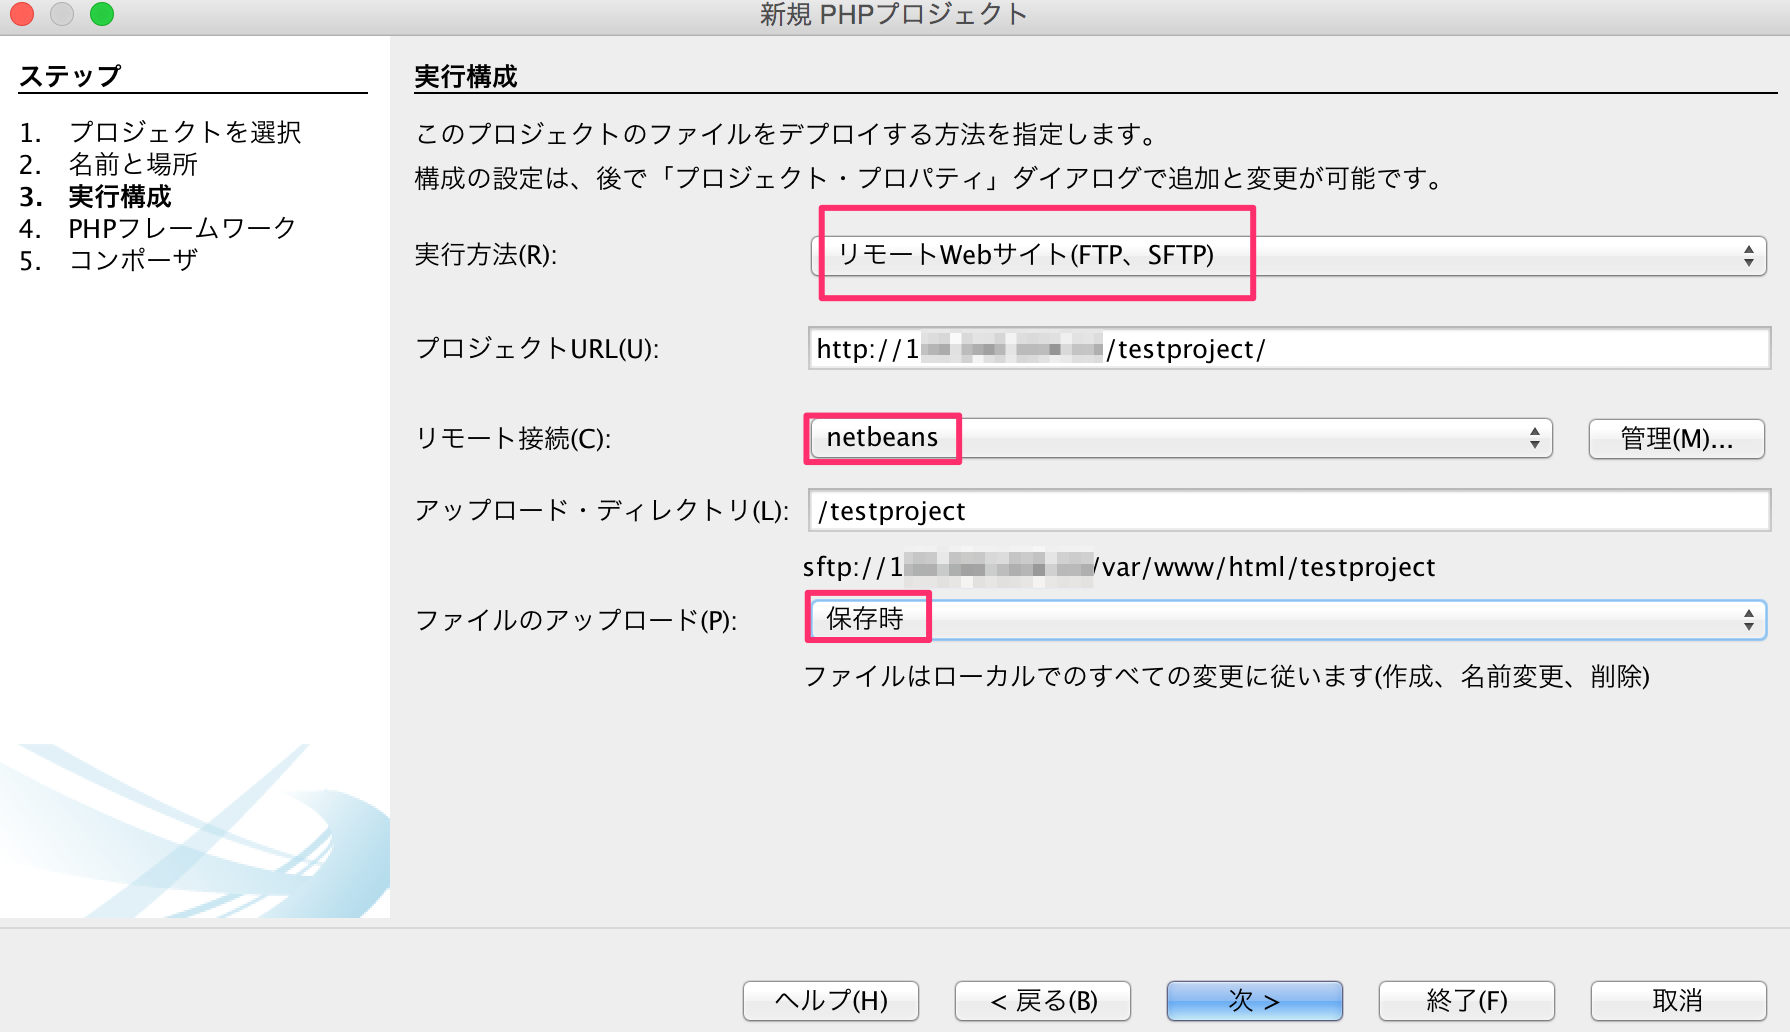 新規 PHPプロジェクト
ステップ
1. プロジェクトを選択
2. 名前と場所
3. 実行構成
4. PHPフレームワーク
5. コンポーザ
実行構成
このプロジェクトのファイルをデプロイする方法を指定します。
構成の設定は、後で「プロジェクト・プロパティ」ダイアログで追加と変更が可能です。
実行方法(R): リモートWebサイト(FTP、SFTP)
プロジェクトURL(U): http://1 /testproject/
リモート接続(C): netbeans 管理(M)...
アップロード・ディレクトリ(L): /testproject
sftp://1 /var/www/html/testproject
ファイルのアップロード(P): 保存時
ファイルはローカルでのすべての変更に従います(作成、名前変更、削除)
ヘルプ(H) < 戻る(B) 次 > 終了(F) 取消